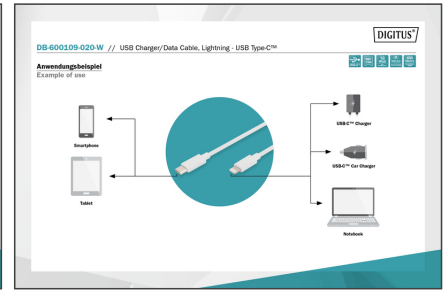 DIGITUS®
DB-600109-020-W // USB Charger/Data Cable, Lightning - USB Type-C™
Anwendungsbeispiel
Example of use
Smartphone
Tablet
USB-C™ Charger
USB-C™ Car Charger
Notebook